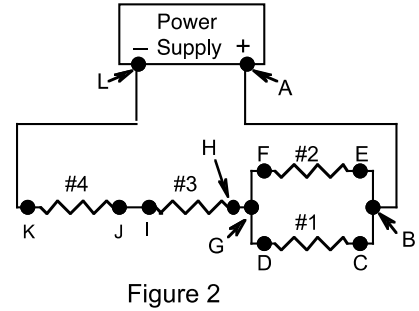 Power
– Supply +
L
A
H
F #2 E
#4 #3
K J I G D #1 C B
Figure 2